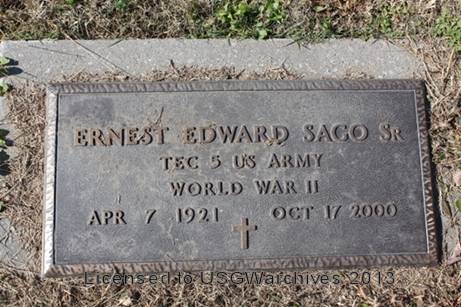 ERNEST EDWARD SAGO SR
TEC 5 US ARMY
WORLD WAR II
APR 7 1921 OCT 17 2000
Licensed to USGWarchives 2013